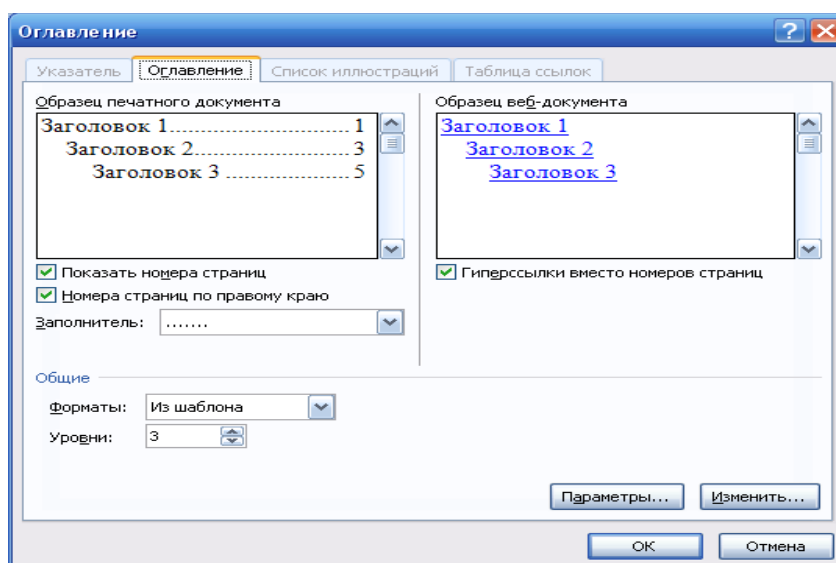 Оглавление
Указатель Оглавление Список иллюстраций Таблица ссылок
Образец печатного документа
Заголовок 1.............................. 1
Заголовок 2.......................... 3
Заголовок 3 ...................... 5
Образец веб-документа
Заголовок 1
Заголовок 2
Заголовок 3
Показать номера страниц
Номера страниц по правому краю
Заполнитель: .......
Гиперссылки вместо номеров страниц
Общие
Форматы: Из шаблона
Уровни: 3
Параметры... Изменить...
ОК Отмена